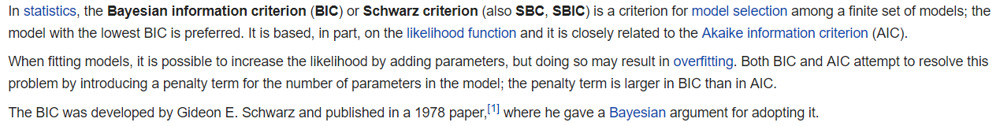 In statistics, the Bayesian information criterion (BIC) or Schwarz criterion (also SBC, SBIC) is a criterion for model selection among a finite set of models; the
model with the lowest BIC is preferred. It is based, in part, on the likelihood function and it is closely related to the Akaike information criterion (AIC).
When fitting models, it is possible to increase the likelihood by adding parameters, but doing so may result in overfitting. Both BIC and AIC attempt to resolve this
problem by introducing a penalty term for the number of parameters in the model; the penalty term is larger in BIC than in AIC.
The BIC was developed by Gideon E. Schwarz and published in a 1978 paper,[1] where he gave a Bayesian argument for adopting it.